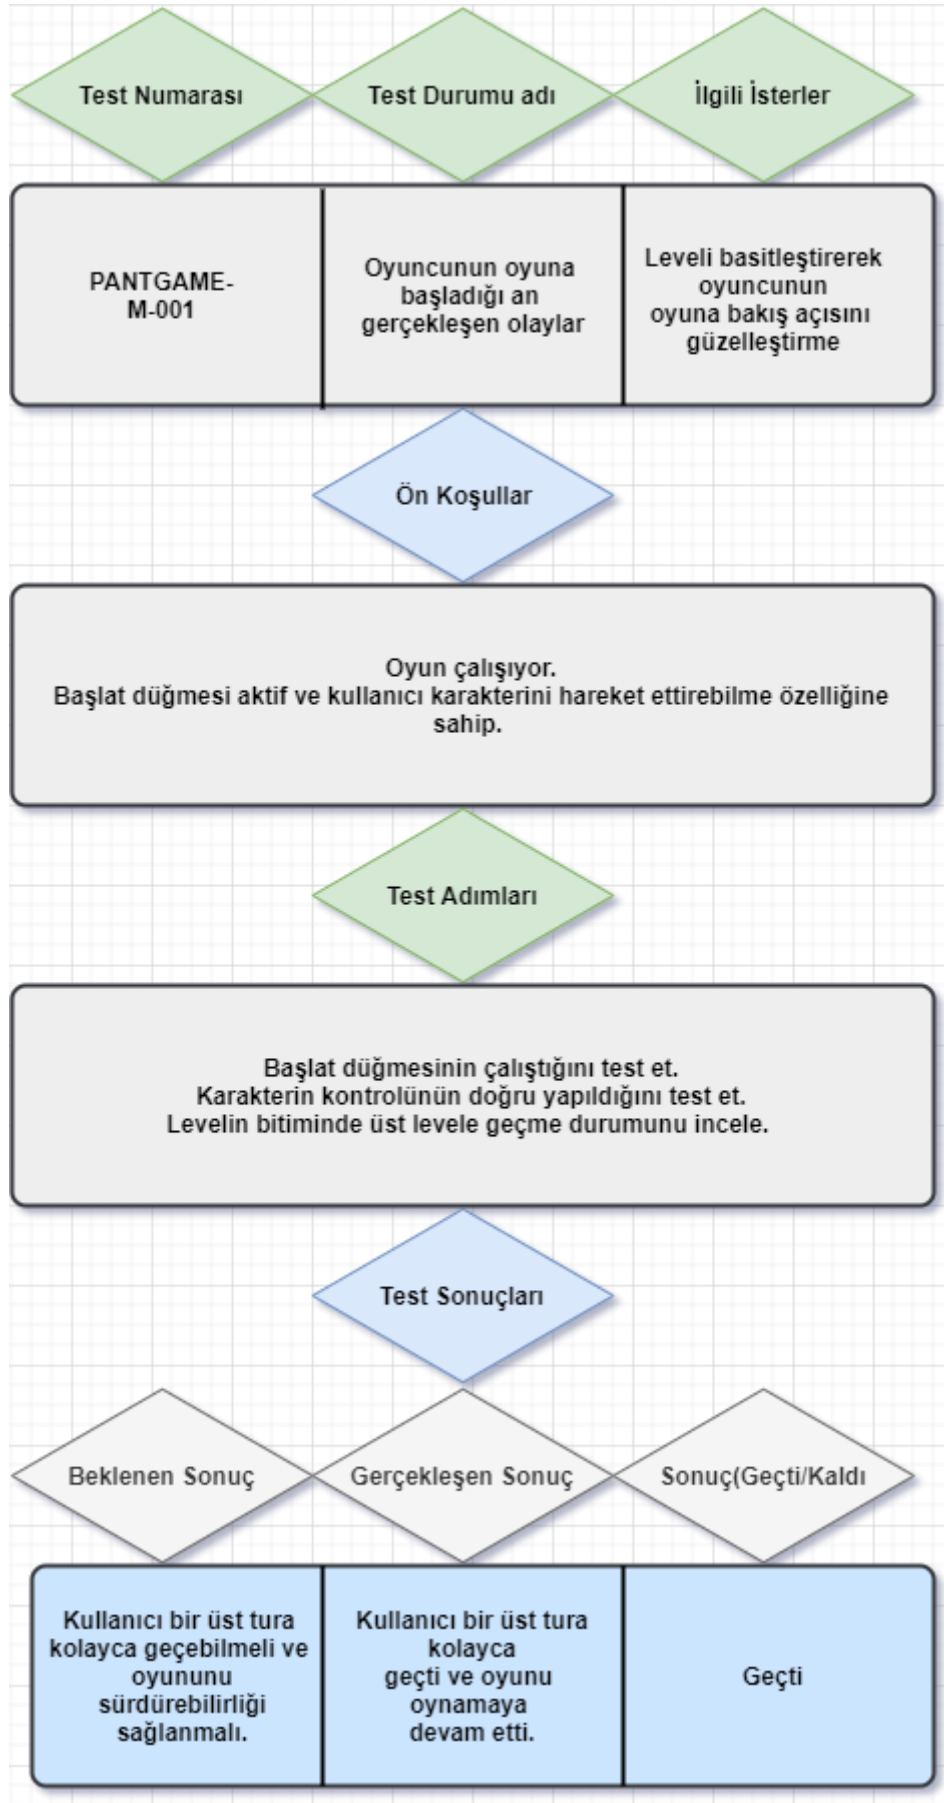 Test Numarası
Test Durumu adı
İlgili İsterler
PANTGAME-
M-001
Oyuncunun oyuna
başladığı an
gerçekleşen olaylar
Leveli basitleştirerek
oyuncunun
oyuna bakış açısını
güzelleştirme
Ön Koşullar
Oyun çalışıyor.
Başlat düğmesi aktif ve kullanıcı karakterini hareket ettirebilme özelliğine
sahip.
Test Adımları
Başlat düğmesinin çalıştığını test et.
Karakterin kontrolünün doğru yapıldığını test et.
Levelin bitiminde üst levele geçme durumunu incele.
Test Sonuçları
Beklenen Sonuç
Gerçekleşen Sonuç
Sonuç(Geçti/Kaldı
Kullanıcı bir üst tura
kolayca geçebilmeli ve
oyununu
sürdürebilirliği
sağlanmalı.
Kullanıcı bir üst tura
kolayca
geçti ve oyunu
oynamaya
devam etti.
Geçti